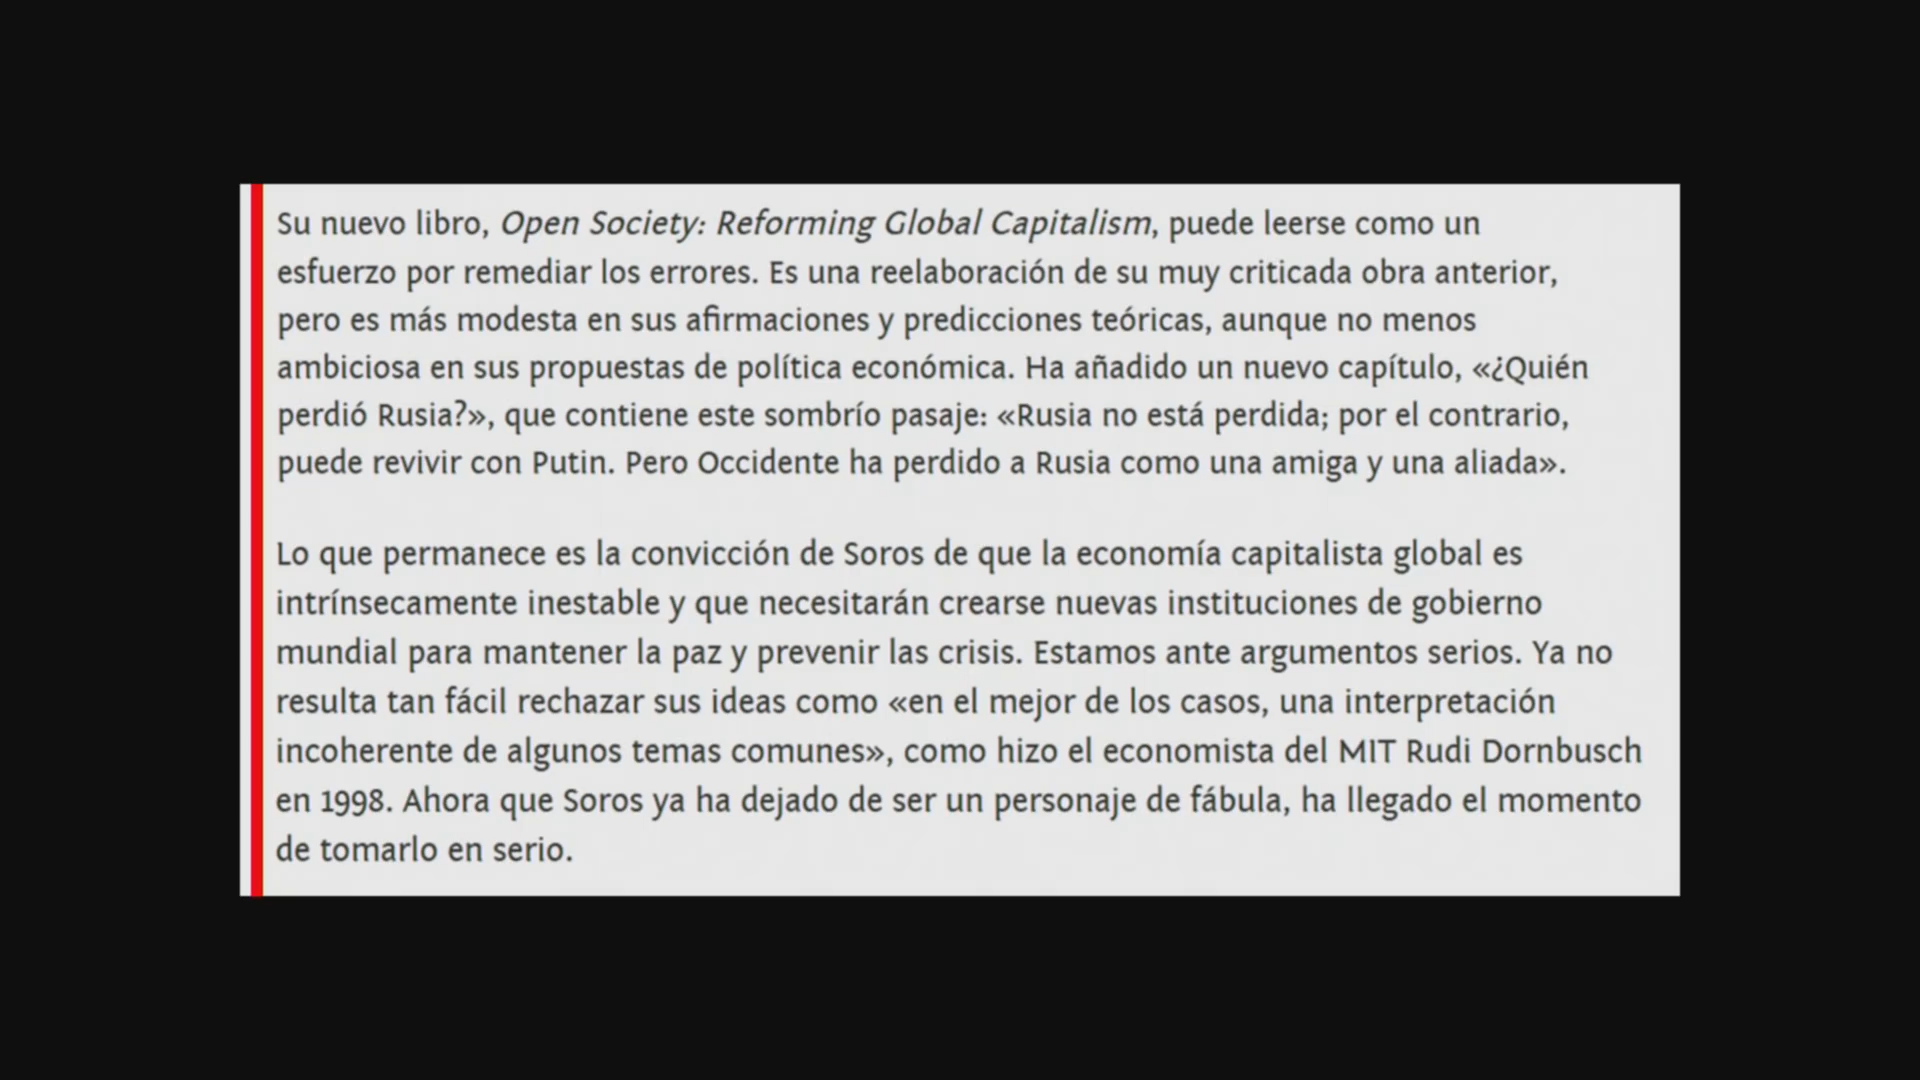 Su nuevo libro, Open Society: Reforming Global Capitalism, puede leerse como un
esfuerzo por remediar los errores. Es una reelaboración de su muy criticada obra anterior,
pero es más modesta en sus afirmaciones y predicciones teóricas, aunque no menos
ambiciosa en sus propuestas de política económica. Ha añadido un nuevo capítulo, «¿Quién
perdió Rusia?», que contiene este sombrío pasaje: «Rusia no está perdida; por el contrario,
puede revivir con Putin. Pero Occidente ha perdido a Rusia como una amiga y una aliada».
Lo que permanece es la convicción de Soros de que la economía capitalista global es
intrínsecamente inestable y que necesitarán crearse nuevas instituciones de gobierno
mundial para mantener la paz y prevenir las crisis. Estamos ante argumentos serios. Ya no
resulta tan fácil rechazar sus ideas como «en el mejor de los casos, una interpretación
incoherente de algunos temas comunes», como hizo el economista del MIT Rudi Dornbusch
en 1998. Ahora que Soros ya ha dejado de ser un personaje de fábula, ha llegado el momento
de tomarlo en serio.